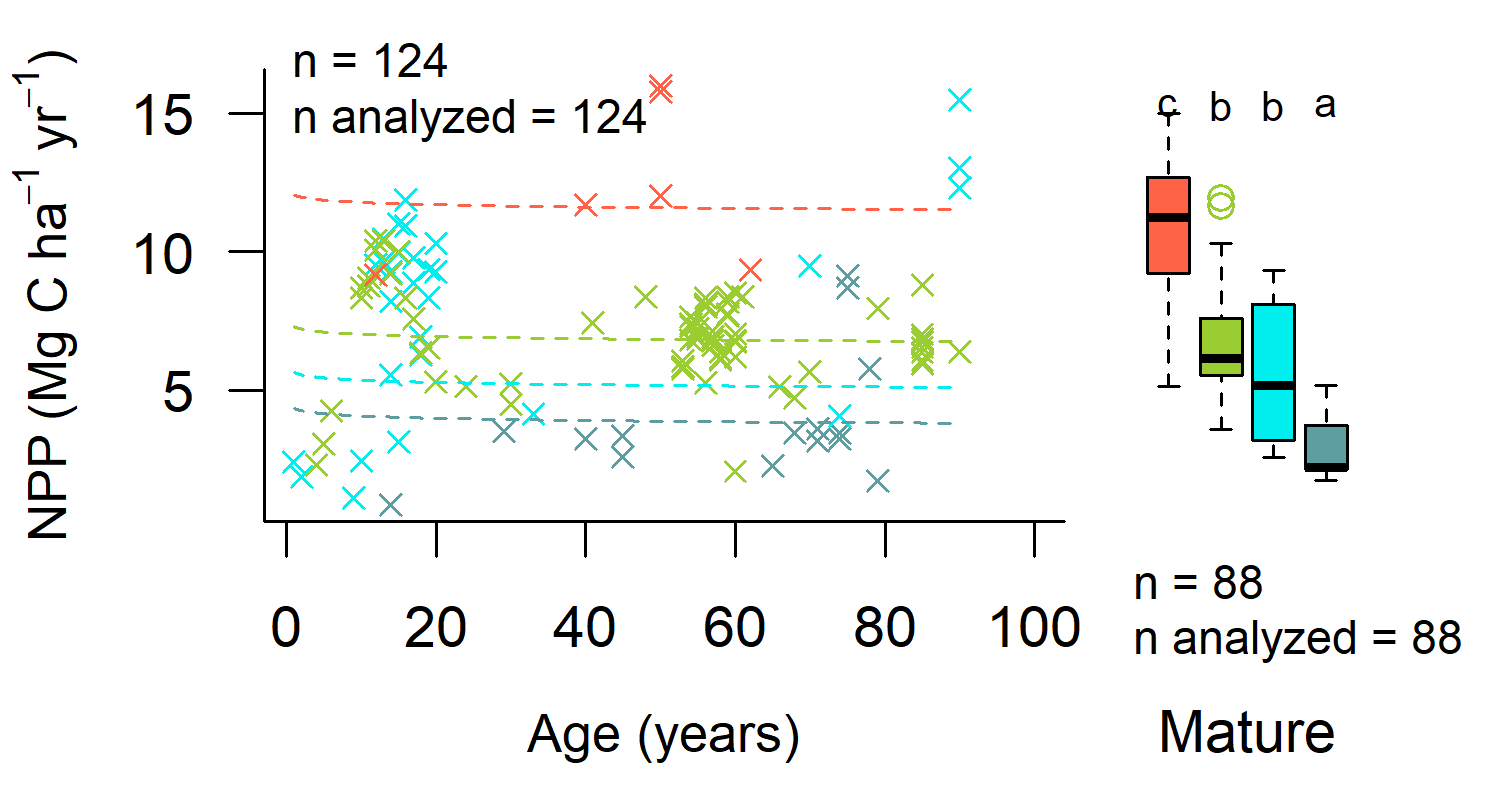 n = 124
n analyzed = 124
NPP (Mg C ha⁻¹ yr⁻¹)
15
10
5
0 20 40 60 80 100
Age (years)
c b b a
n = 88
n analyzed = 88
Mature